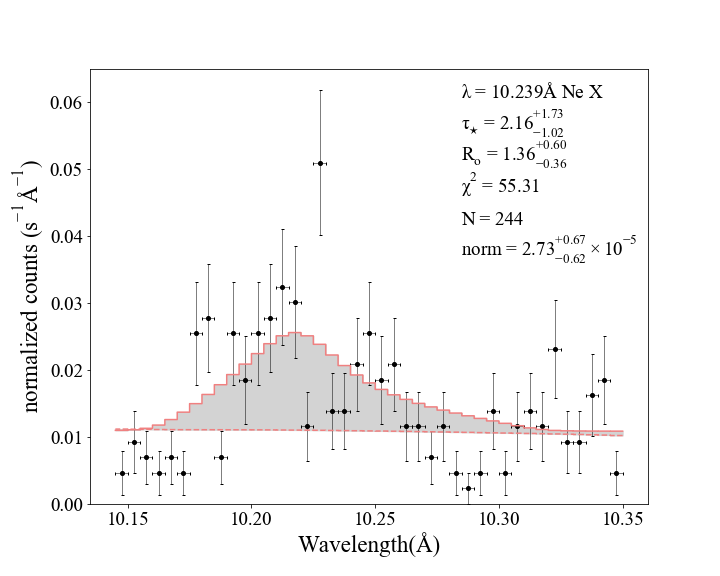 λ = 10.239Å Ne X
τ⋆ = 2.16 +1.73 −1.02
Ro = 1.36 +0.60 −0.36
χ² = 55.31
N = 244
norm = 2.73 +0.67 −0.62 × 10⁻⁵
normalized counts (s⁻¹ Å⁻¹)
0.06
0.05
0.04
0.03
0.02
0.01
0.00
10.15 10.20 10.25 10.30 10.35
Wavelength(Å)